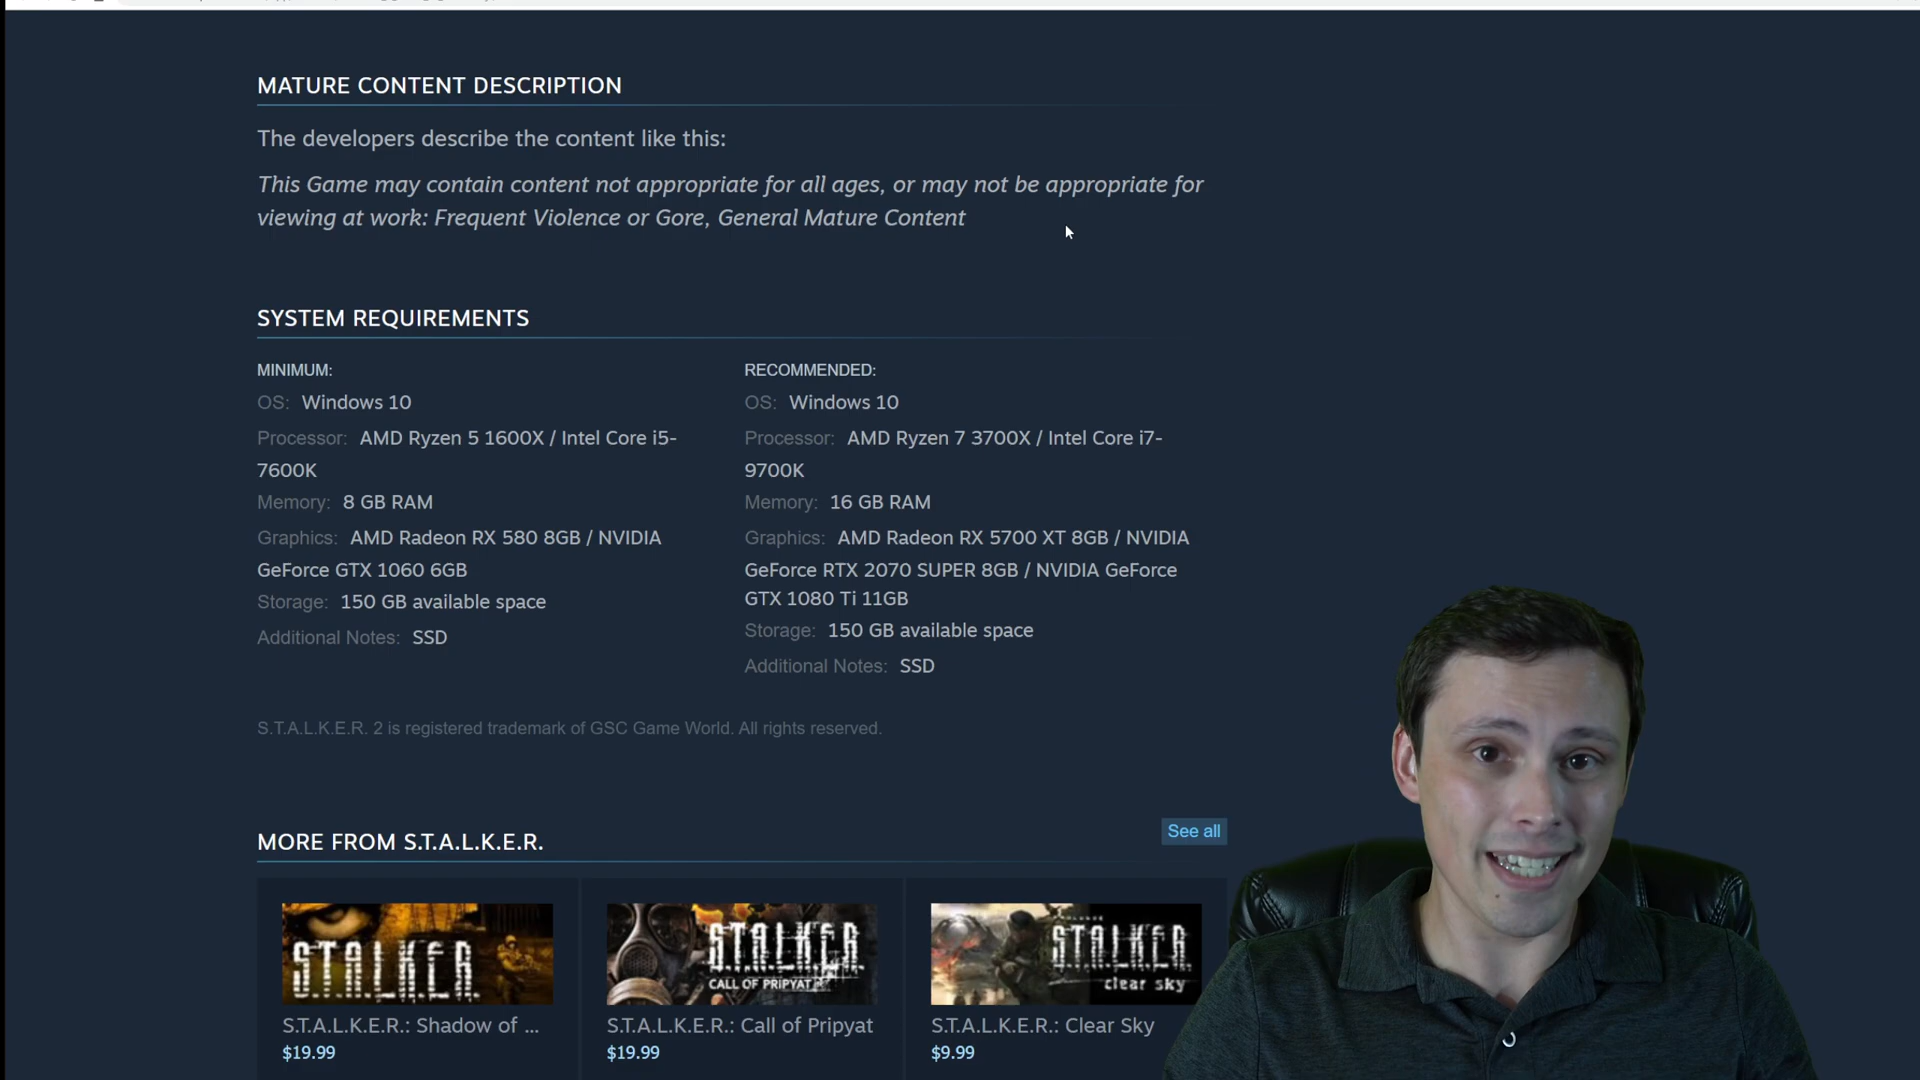 MATURE CONTENT DESCRIPTION
The developers describe the content like this:
This Game may contain content not appropriate for all ages, or may not be appropriate for
viewing at work: Frequent Violence or Gore, General Mature Content
SYSTEM REQUIREMENTS
MINIMUM:
OS: Windows 10
Processor: AMD Ryzen 5 1600X / Intel Core i5-
7600K
Memory: 8 GB RAM
Graphics: AMD Radeon RX 580 8GB / NVIDIA
GeForce GTX 1060 6GB
Storage: 150 GB available space
Additional Notes: SSD
RECOMMENDED:
OS: Windows 10
Processor: AMD Ryzen 7 3700X / Intel Core i7-
9700K
Memory: 16 GB RAM
Graphics: AMD Radeon RX 5700 XT 8GB / NVIDIA
GeForce RTX 2070 SUPER 8GB / NVIDIA GeForce
GTX 1080 Ti 11GB
Storage: 150 GB available space
Additional Notes: SSD
S.T.A.L.K.E.R. 2 is registered trademark of GSC Game World. All rights reserved.
MORE FROM S.T.A.L.K.E.R.
See all
S.T.A.L.K.E.R.
S.T.A.L.K.E.R.
CALL OF PRIPYAT
S.T.A.L.K.E.R.
clear sky
S.T.A.L.K.E.R.: Shadow of ...
$19.99
S.T.A.L.K.E.R.: Call of Pripyat
$19.99
S.T.A.L.K.E.R.: Clear Sky
$9.99